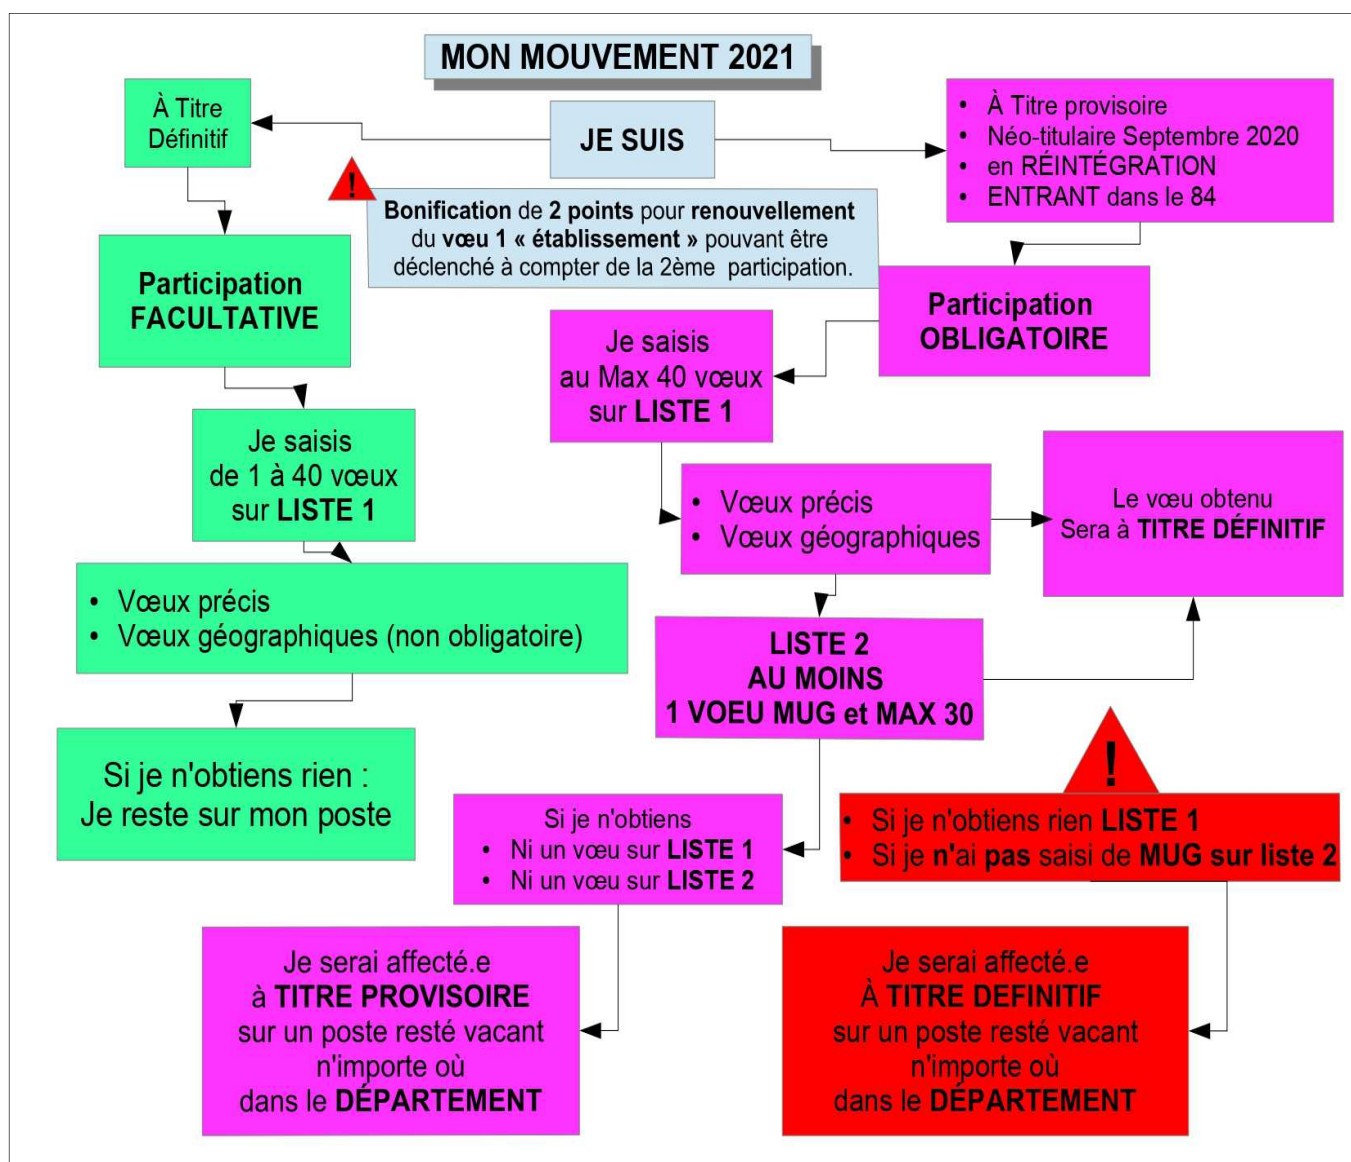 MON MOUVEMENT 2021
À Titre
Définitif
JE SUIS
• À Titre provisoire
• Néo-titulaire Septembre 2020
• en RÉINTÉGRATION
• ENTRANT dans le 84
!
Bonification de 2 points pour renouvellement
du vœu 1 « établissement » pouvant être
déclenché à compter de la 2ème participation.
Participation
FACULTATIVE
Participation
OBLIGATOIRE
Je saisis
au Max 40 vœux
sur LISTE 1
Je saisis
de 1 à 40 vœux
sur LISTE 1
• Vœux précis
• Vœux géographiques
Le vœu obtenu
Sera à TITRE DÉFINITIF
• Vœux précis
• Vœux géographiques (non obligatoire)
LISTE 2
AU MOINS
1 VOEU MUG et MAX 30
Si je n'obtiens rien :
Je reste sur mon poste
Si je n'obtiens
• Ni un vœu sur LISTE 1
• Ni un vœu sur LISTE 2
!
• Si je n'obtiens rien LISTE 1
• Si je n'ai pas saisi de MUG sur liste 2
Je serai affecté.e
à TITRE PROVISOIRE
sur un poste resté vacant
n'importe où
dans le DÉPARTEMENT
Je serai affecté.e
À TITRE DEFINITIF
sur un poste resté vacant
n'importe où
dans le DÉPARTEMENT